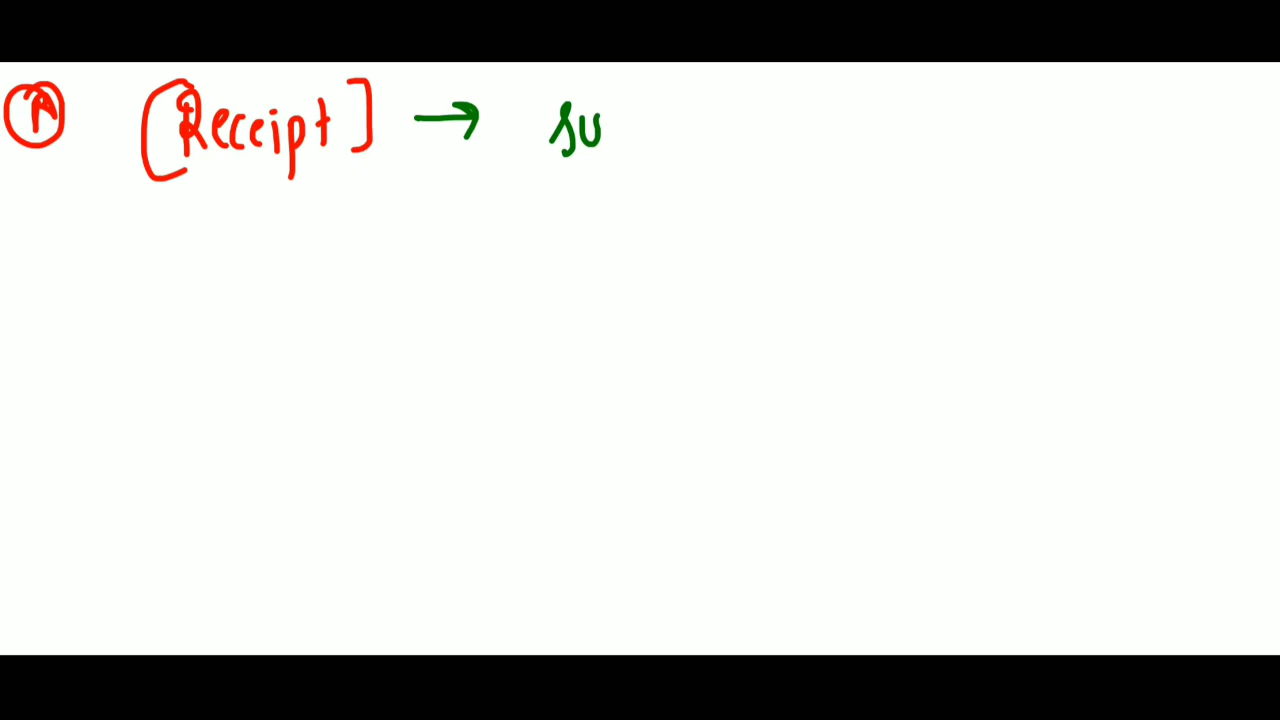 A [Receipt] → su